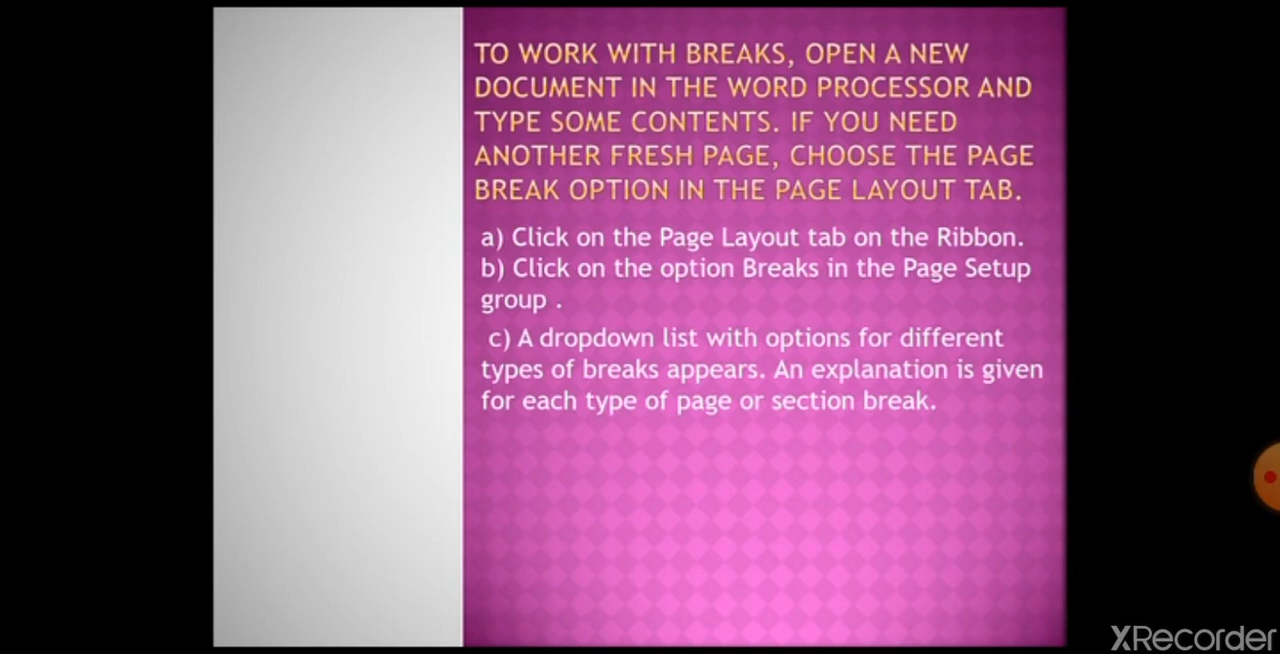 TO WORK WITH BREAKS, OPEN A NEW
DOCUMENT IN THE WORD PROCESSOR AND
TYPE SOME CONTENTS. IF YOU NEED
ANOTHER FRESH PAGE, CHOOSE THE PAGE
BREAK OPTION IN THE PAGE LAYOUT TAB.
a) Click on the Page Layout tab on the Ribbon.
b) Click on the option Breaks in the Page Setup
group .
c) A dropdown list with options for different
types of breaks appears. An explanation is given
for each type of page or section break.
XRecorder